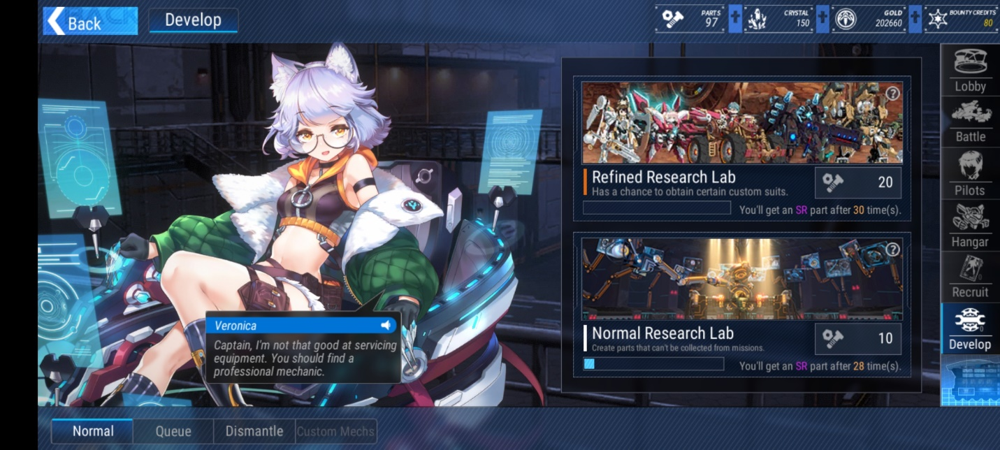 Back
Develop
PARTS
97
CRYSTAL
150
GOLD
202660
BOUNTY CREDITS
80
Lobby
Battle
Pilots
Hangar
Recruit
Develop
Refined Research Lab
Has a chance to obtain certain custom suits.
20
You'll get an SR part after 30 time(s).
Normal Research Lab
Create parts that can't be collected from missions.
10
You'll get an SR part after 28 time(s).
Veronica
Captain, I'm not that good at servicing
equipment. You should find a
professional mechanic.
Normal
Queue
Dismantle
Custom Mechs